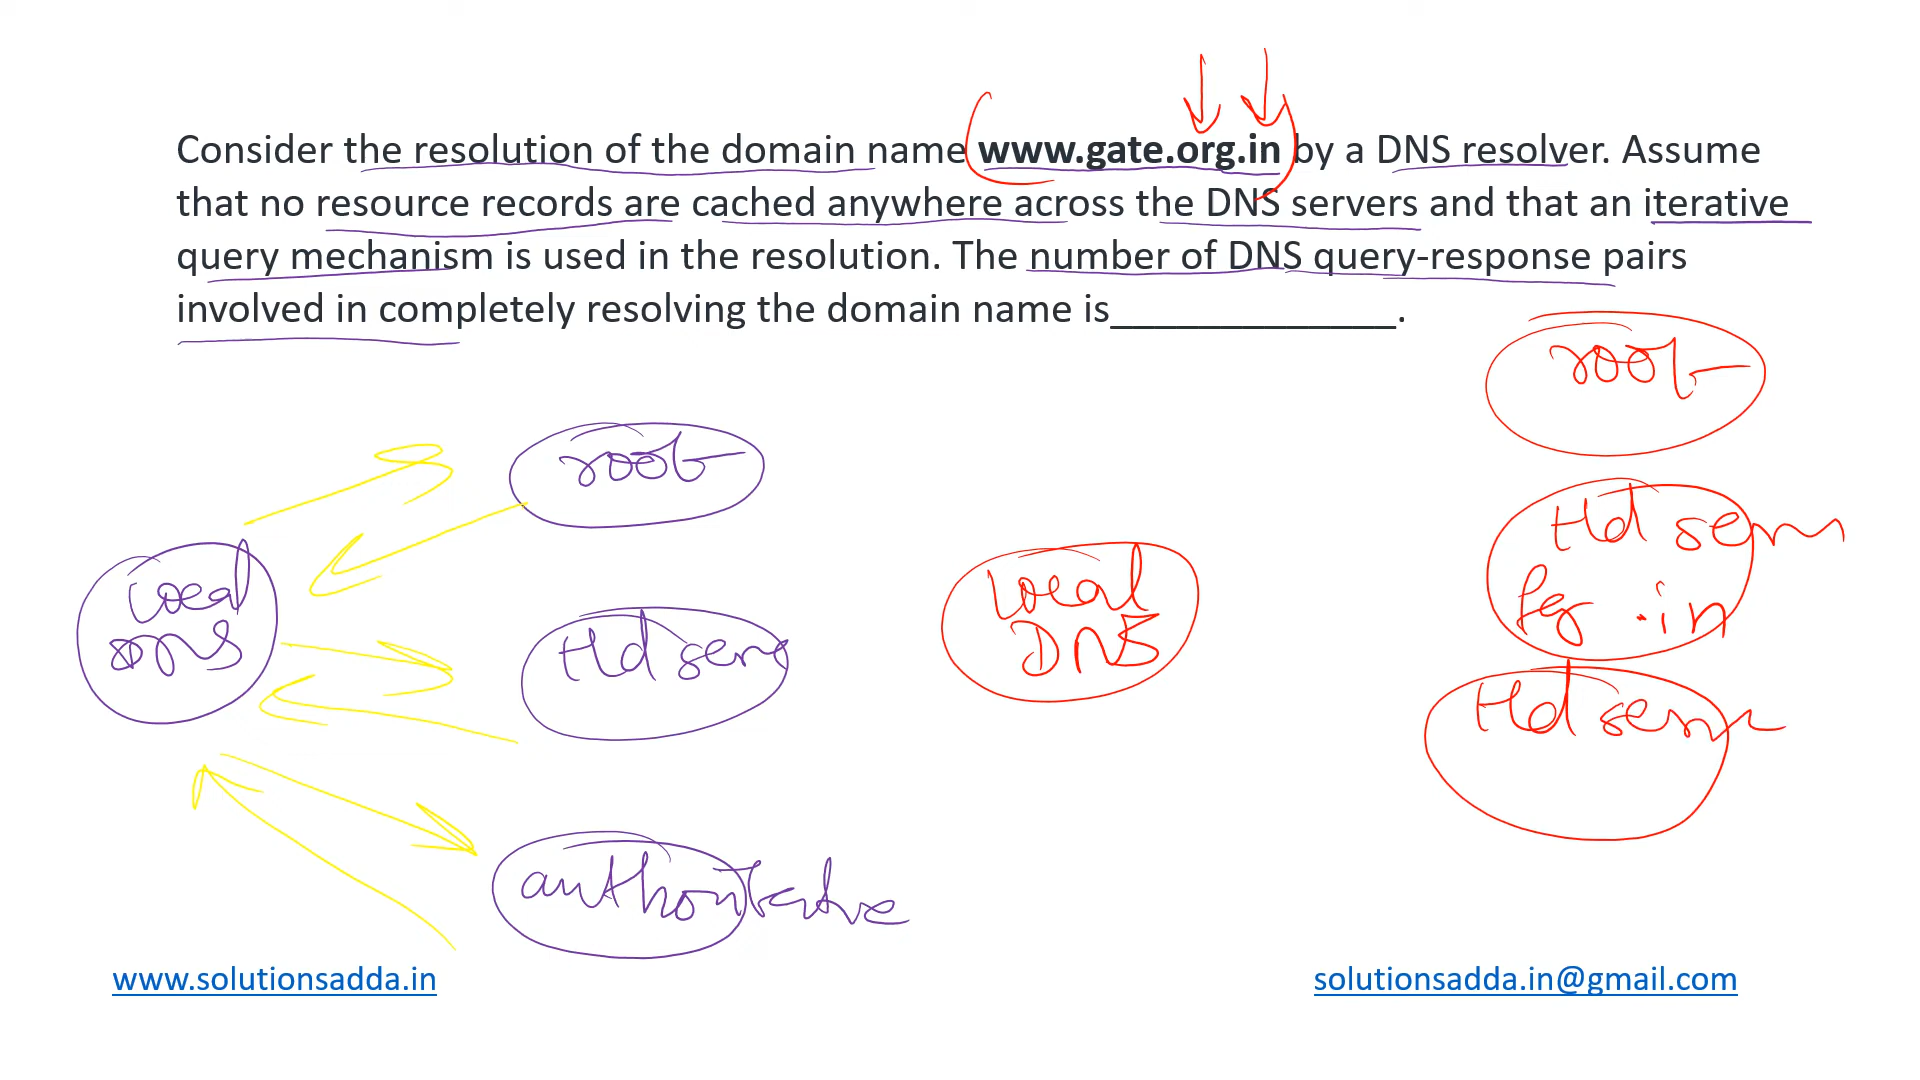 Consider the resolution of the domain name www.gate.org.in by a DNS resolver. Assume
that no resource records are cached anywhere across the DNS servers and that an iterative
query mechanism is used in the resolution. The number of DNS query-response pairs
involved in completely resolving the domain name is______________.
root
root
Local
DNS
tld serv
Local
DNS
tld serv
for .in
tld server
authoritative
www.solutionsadda.in
solutionsadda.in@gmail.com